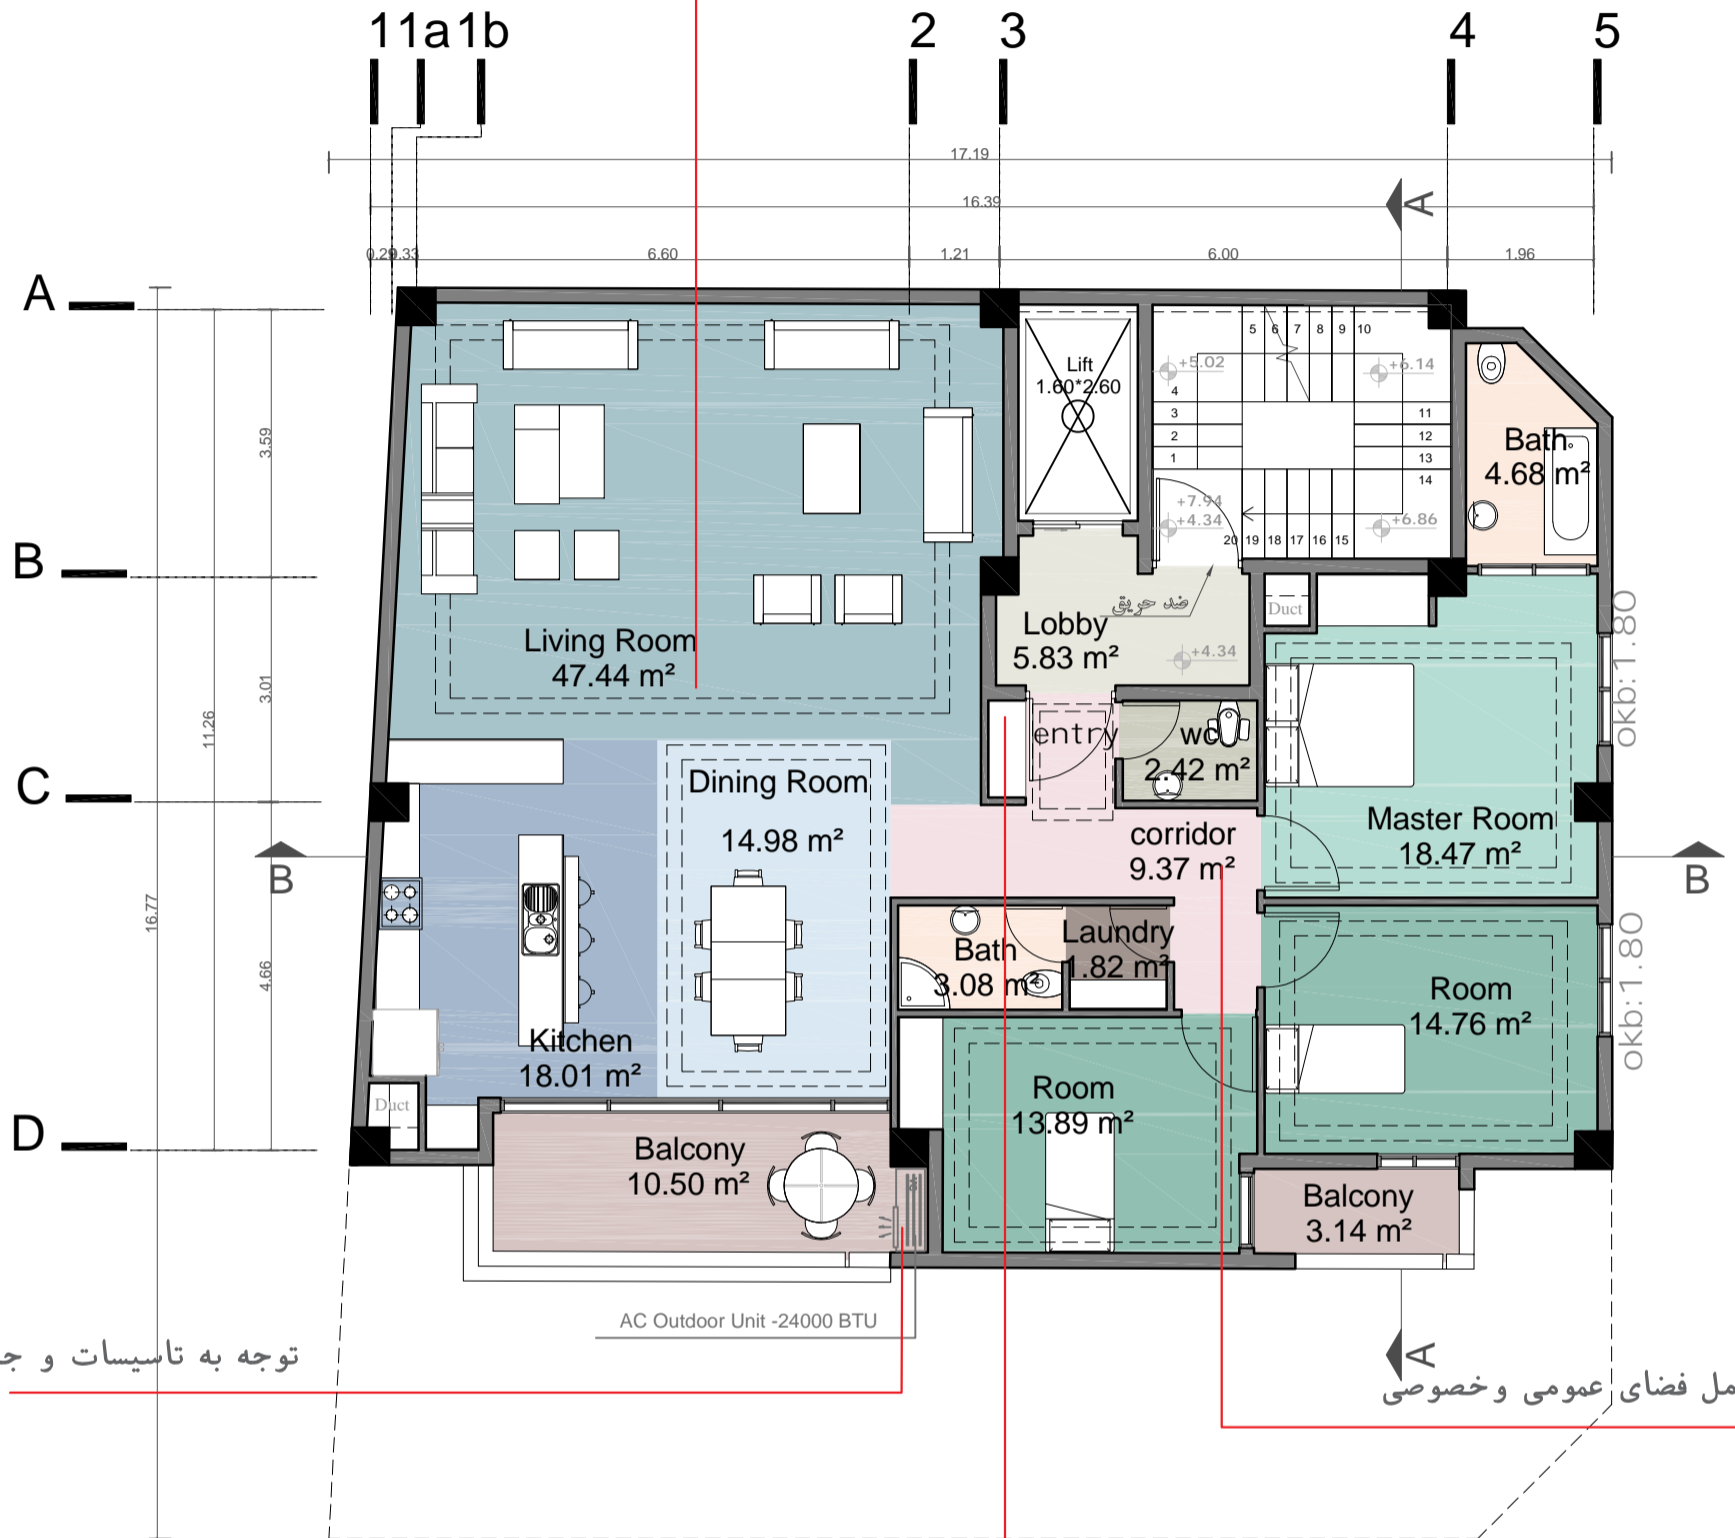 1 1a 1b 2 3 4 5
17.19
16.39
A
0.29 0.33 6.60 1.21 6.00 1.96
A
B
C
D
3.59
3.01
4.66
11.26
16.77
Lift
1.60*2.60
5 6 7 8 9 10
+5.02
+6.14
4
3
2
1
11
12
13
14
+7.94
+4.34
+6.86
20 19 18 17 16 15
Bath
4.68 m²
ضد حریق
Duct
okb:1.80
Living Room
47.44 m²
Lobby
5.83 m²
+4.34
entry
wc
2.42 m²
Dining Room
14.98 m²
corridor
9.37 m²
Master Room
18.47 m²
B
B
okb:1.80
Bath
3.08 m²
Laundry
1.82 m²
Room
14.76 m²
Kitchen
18.01 m²
Room
13.89 m²
Duct
Balcony
10.50 m²
Balcony
3.14 m²
AC Outdoor Unit -24000 BTU
A
توجه به تاسیسات و
فضای عمومی و خصوصی